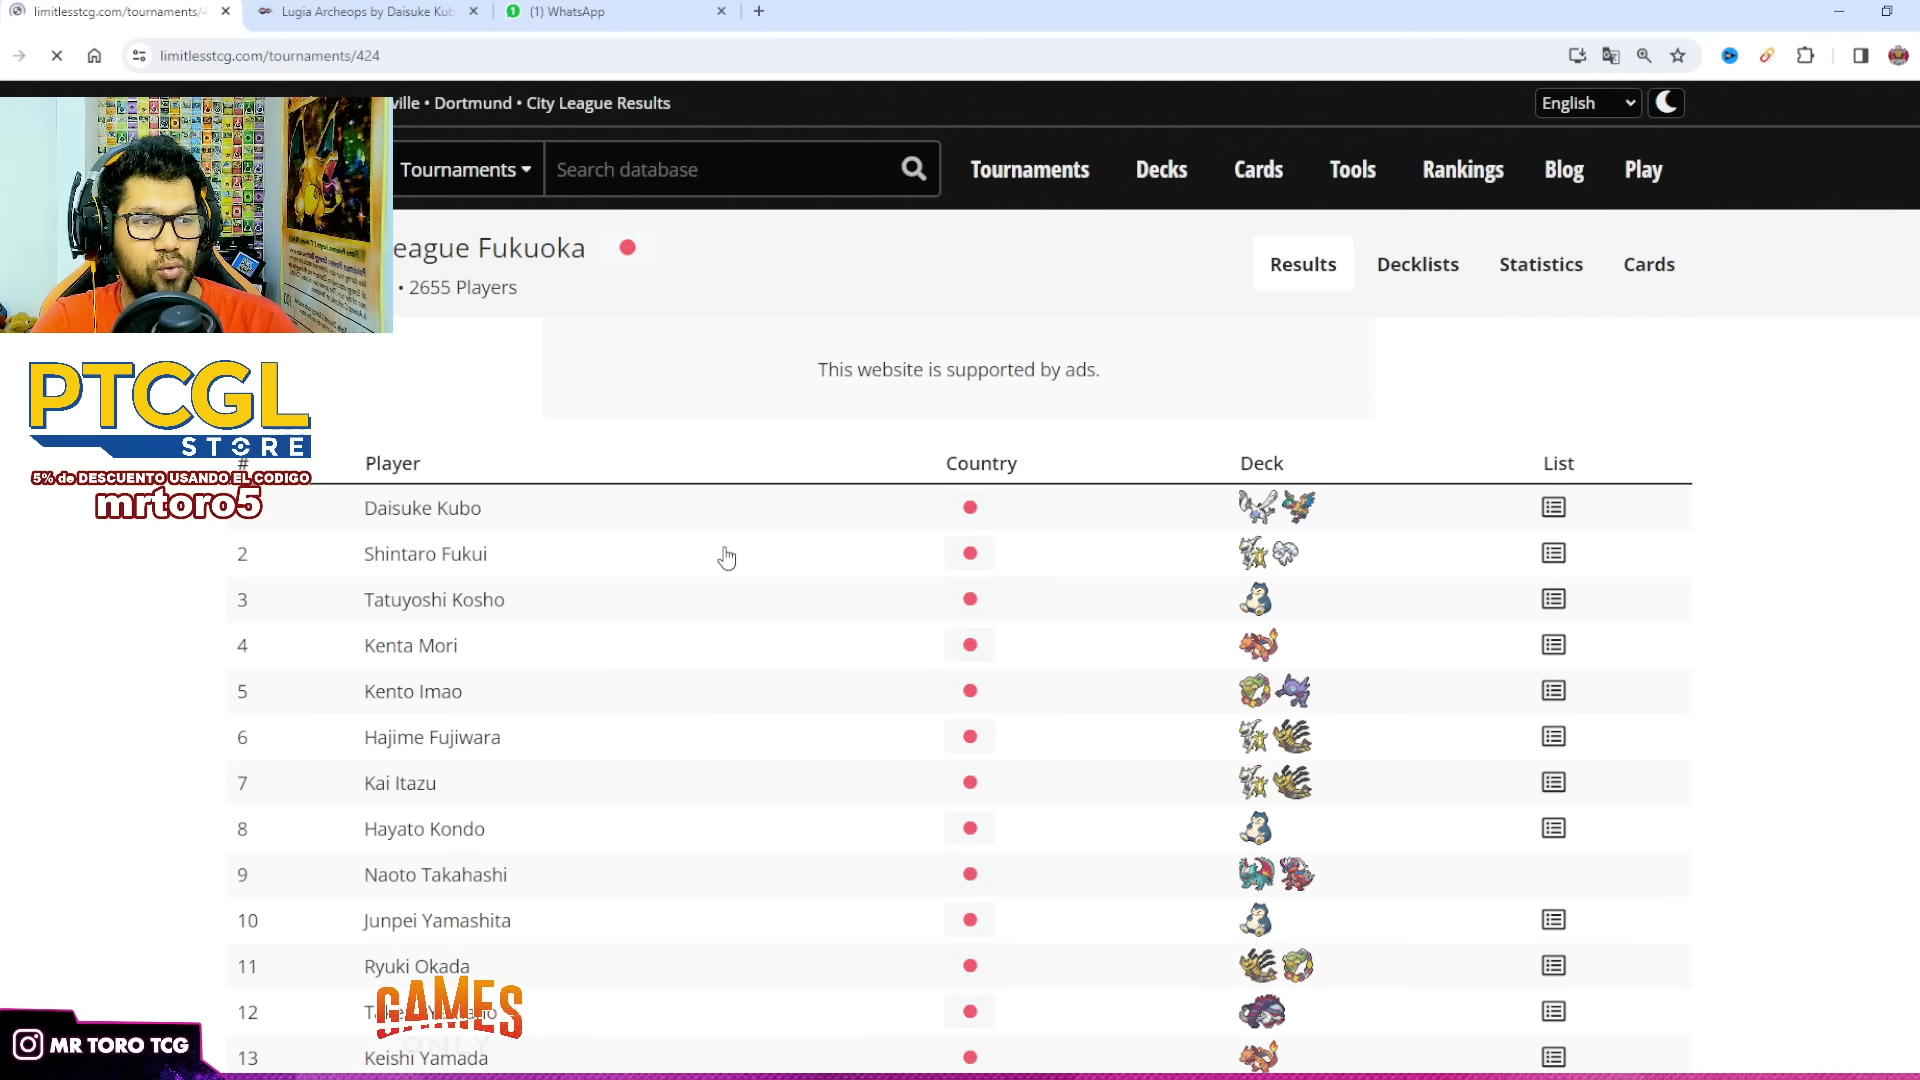 limitlesstcg.com/tournaments/4
Lugia Archeops by Daisuke Kub
(1) WhatsApp
limitlesstcg.com/tournaments/424
ville • Dortmund • City League Results
English
Tournaments
Search database
Tournaments
Decks
Cards
Tools
Rankings
Blog
Play
eague Fukuoka
• 2655 Players
Results
Decklists
Statistics
Cards
This website is supported by ads.
PTCGL
STORE
5% de DESCUENTO USANDO EL CODIGO
mrtoro5
# Player Country Deck List
Daisuke Kubo
2 Shintaro Fukui
3 Tatuyoshi Kosho
4 Kenta Mori
5 Kento Imao
6 Hajime Fujiwara
7 Kai Itazu
8 Hayato Kondo
9 Naoto Takahashi
10 Junpei Yamashita
11 Ryuki Okada
12
13 Keishi Yamada
GAMES
ONLY
MR TORO TCG